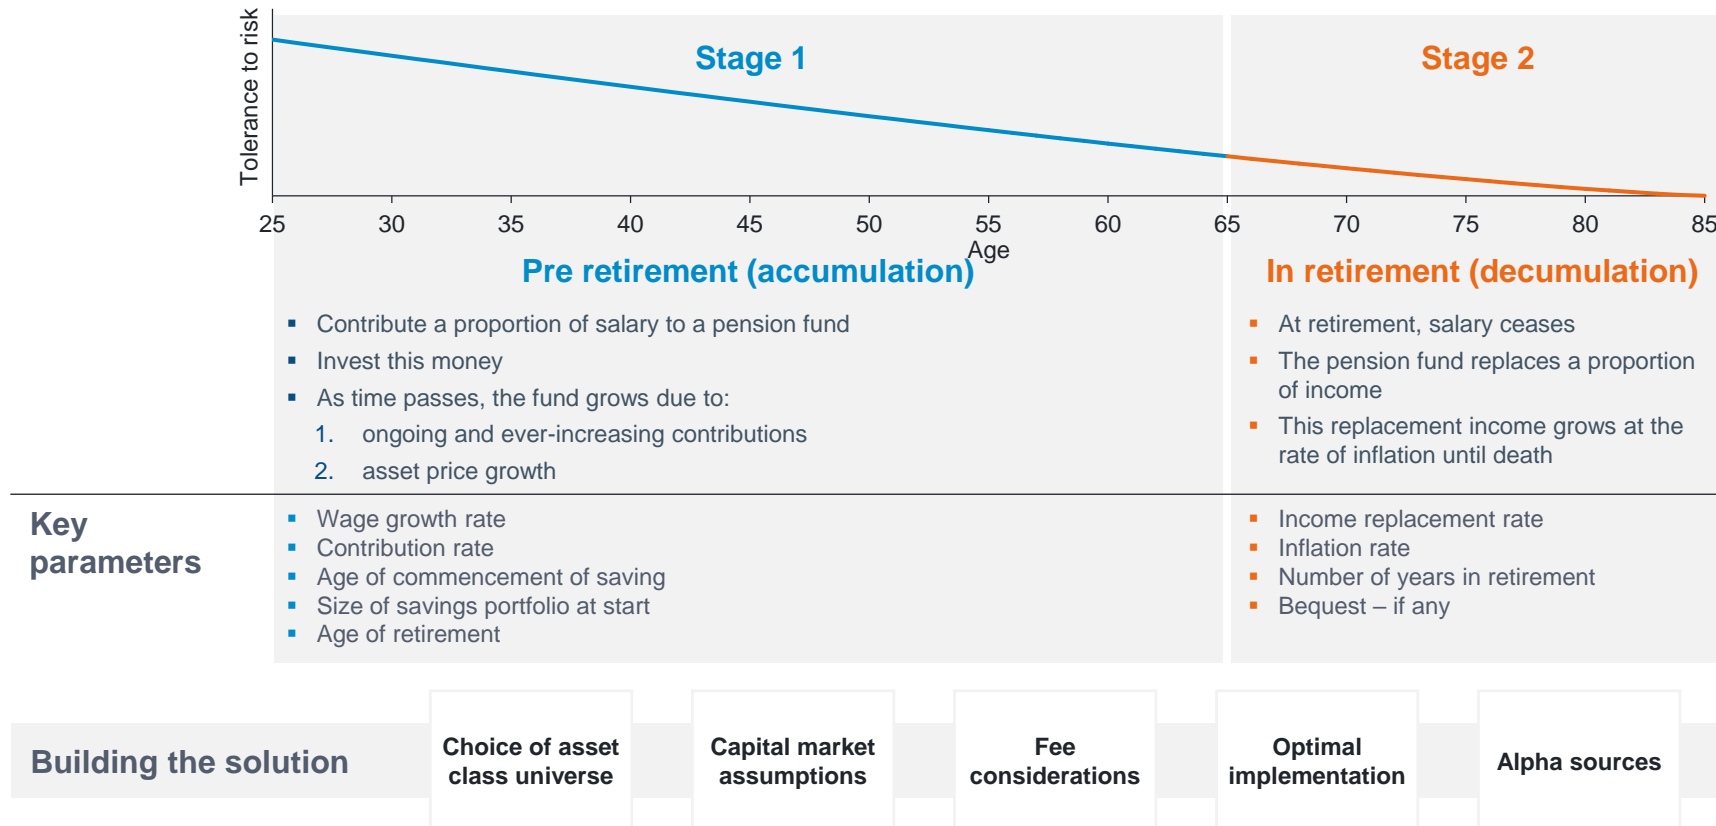 Tolerance to risk
Stage 1
Stage 2
25 30 35 40 45 50 55 60 65 70 75 80 85
Age
Pre retirement (accumulation)
▪ Contribute a proportion of salary to a pension fund
▪ Invest this money
▪ As time passes, the fund grows due to:
1. ongoing and ever-increasing contributions
2. asset price growth
In retirement (decumulation)
▪ At retirement, salary ceases
▪ The pension fund replaces a proportion
of income
▪ This replacement income grows at the
rate of inflation until death
Key
parameters
▪ Wage growth rate
▪ Contribution rate
▪ Age of commencement of saving
▪ Size of savings portfolio at start
▪ Age of retirement
▪ Income replacement rate
▪ Inflation rate
▪ Number of years in retirement
▪ Bequest – if any
Building the solution
Choice of asset
class universe
Capital market
assumptions
Fee
considerations
Optimal
implementation
Alpha sources